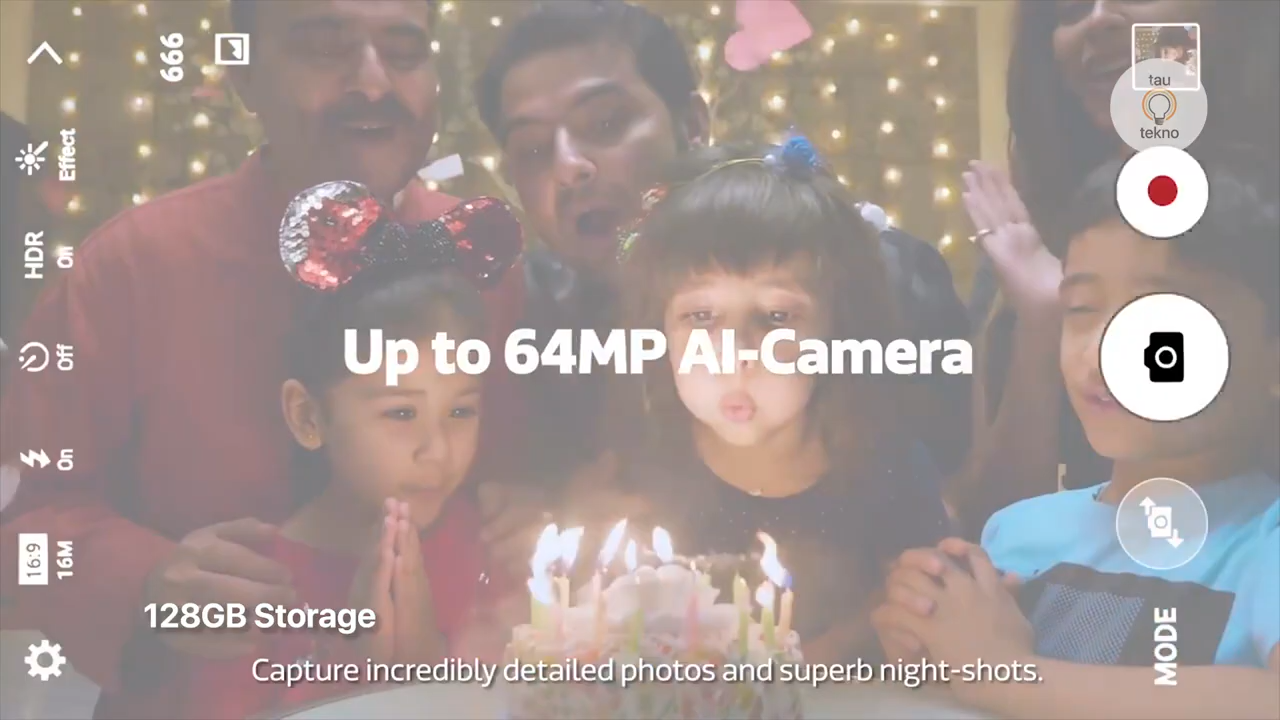 999
Effect
HDR
On
Off
On
16:9
16M
tau
tekno
Up to 64MP AI-Camera
128GB Storage
Capture incredibly detailed photos and superb night-shots.
MODE